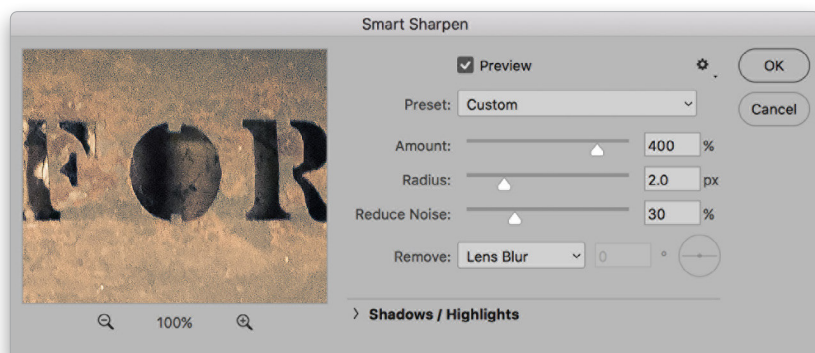 Smart Sharpen
FOR
Preview
OK
Preset: Custom
Cancel
Amount: 400 %
Radius: 2.0 px
Reduce Noise: 30 %
Remove: Lens Blur 0 °
100%
> Shadows / Highlights